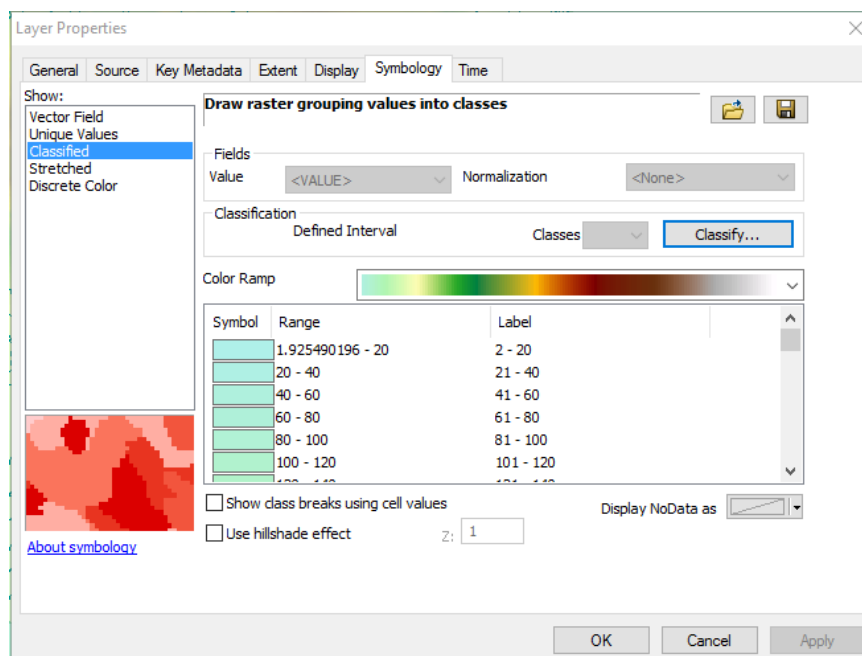 Layer Properties
General Source Key Metadata Extent Display Symbology Time
Show:
Vector Field
Unique Values
Classified
Stretched
Discrete Color
About symbology
Draw raster grouping values into classes
Fields
Value <VALUE> Normalization <None>
Classification
Defined Interval Classes Classify...
Color Ramp
Symbol Range Label
1.925490196 - 20 2 - 20
20 - 40 21 - 40
40 - 60 41 - 60
60 - 80 61 - 80
80 - 100 81 - 100
100 - 120 101 - 120
Show class breaks using cell values
Display NoData as
Use hillshade effect Z: 1
OK Cancel Apply